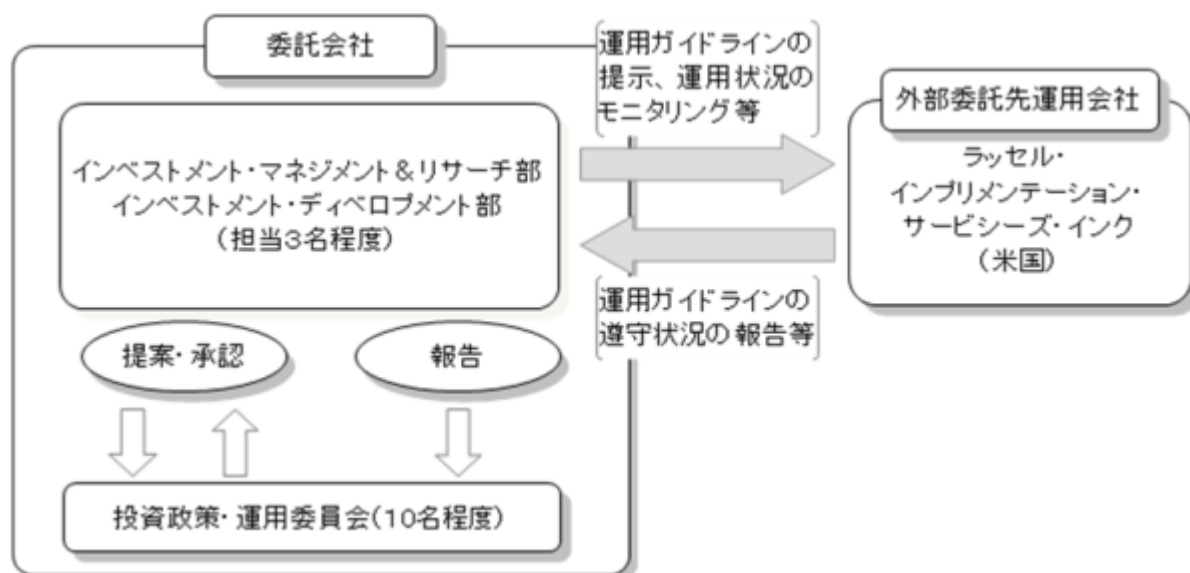 委託会社
インベストメント・マネジメント&リサーチ部
インベストメント・ディベロプメント部
(担当3名程度)
提案・承認
報告
投資政策・運用委員会(10名程度)
運用ガイドラインの
提示、運用状況の
モニタリング等
運用ガイドラインの
遵守状況の報告等
外部委託先運用会社
ラッセル・
インプリメンテーション・
サービシーズ・インク
(米国)